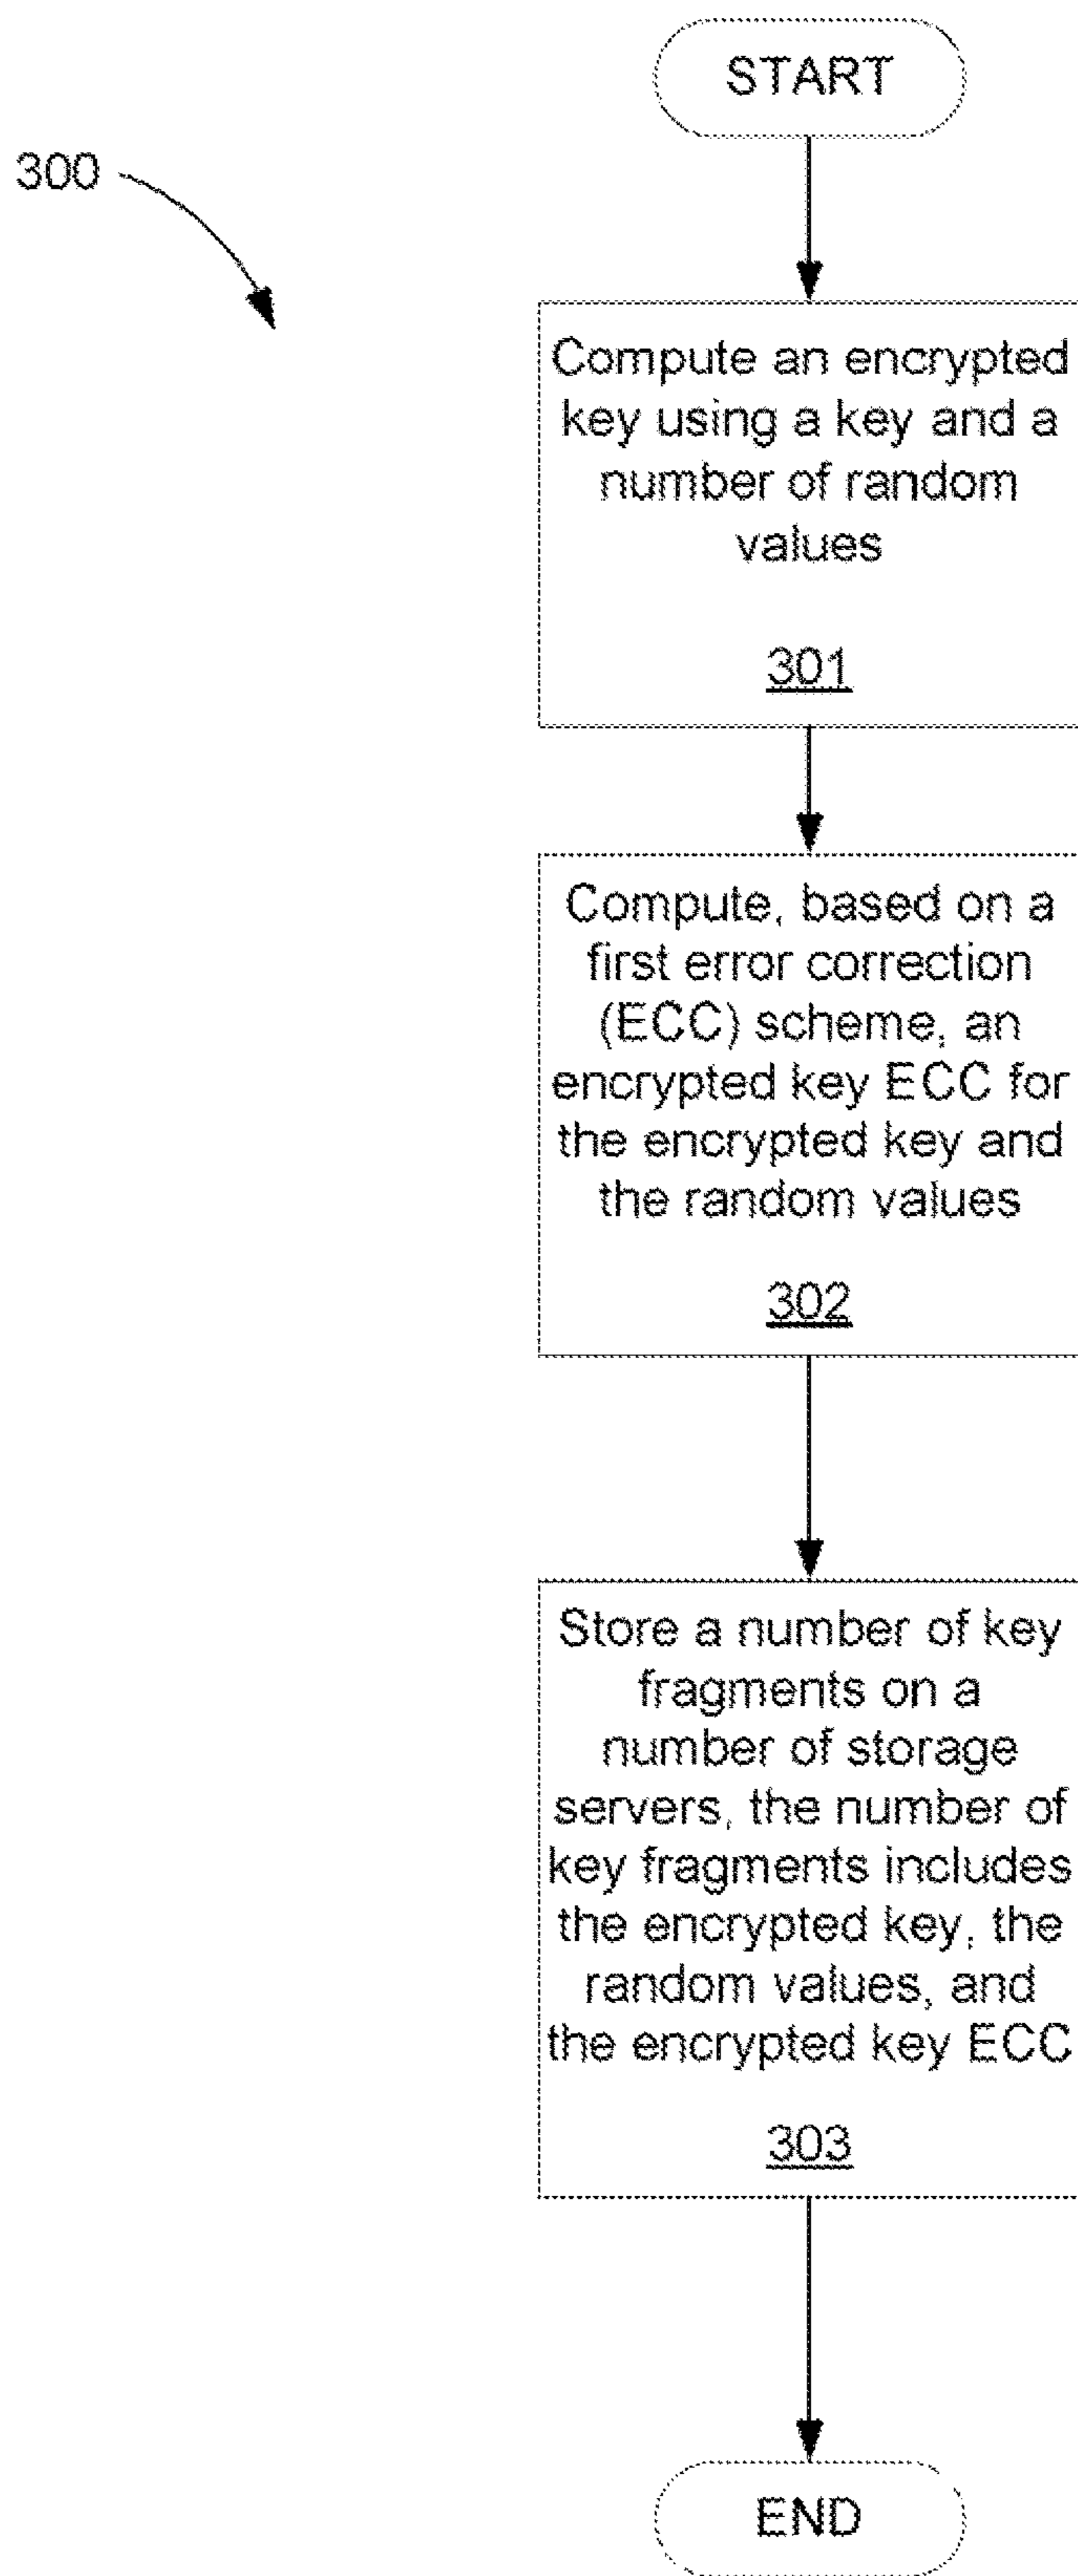 START
300
Compute an encrypted
key using a key and a
number of random
values
301
Compute, based on a
first error correction
(ECC) scheme, an
encrypted key ECC for
the encrypted key and
the random values
302
Store a number of key
fragments on a
number of storage
servers, the number of
key fragments includes
the encrypted key, the
random values, and
the encrypted key ECC
303
END